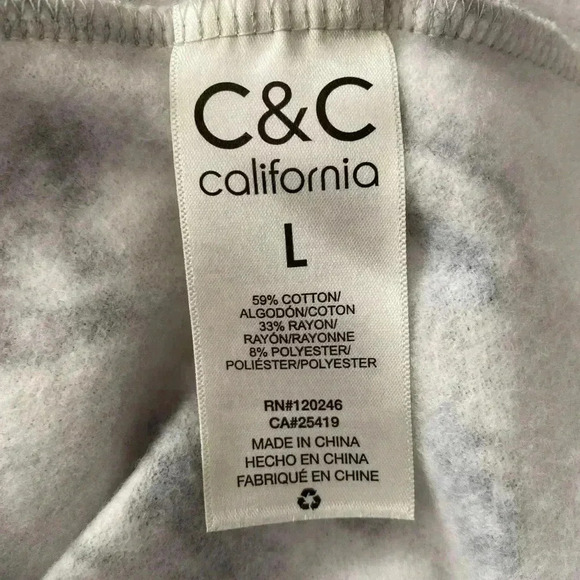 C&C
california
L
59% COTTON/
ALGODÓN/COTON
33% RAYON/
RAYÓN/RAYONNE
8% POLYESTER/
POLIÉSTER/POLYESTER
RN#120246
CA#25419
MADE IN CHINA
HECHO EN CHINA
FABRIQUÉ EN CHINE